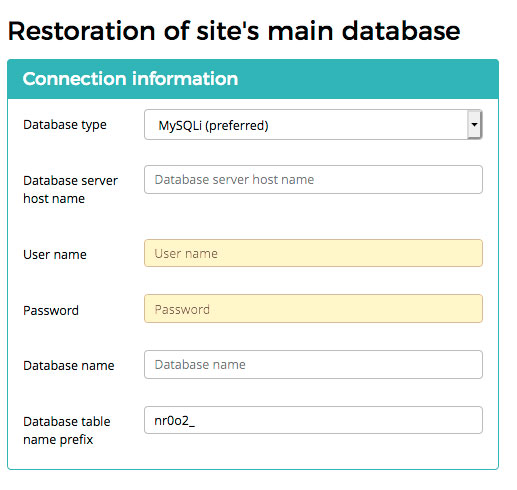 Restoration of site's main database
Connection information
Database type
MySQLi (preferred)
Database server
host name
Database server host name
User name
User name
Password
Password
Database name
Database name
Database table
name prefix
nr0o2_